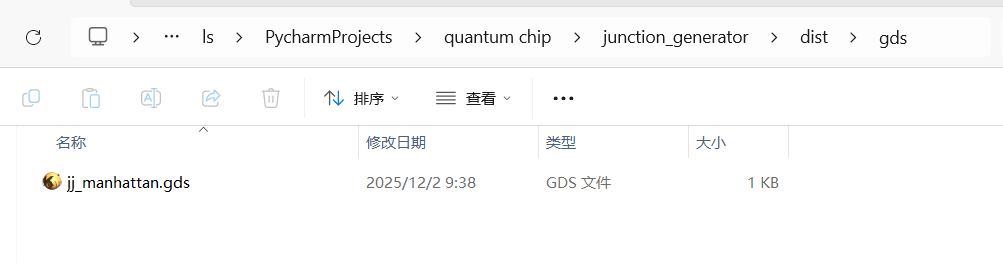 ls PycharmProjects quantum chip junction_generator dist gds
排序 查看
名称 修改日期 类型 大小
jj_manhattan.gds 2025/12/2 9:38 GDS 文件 1 KB